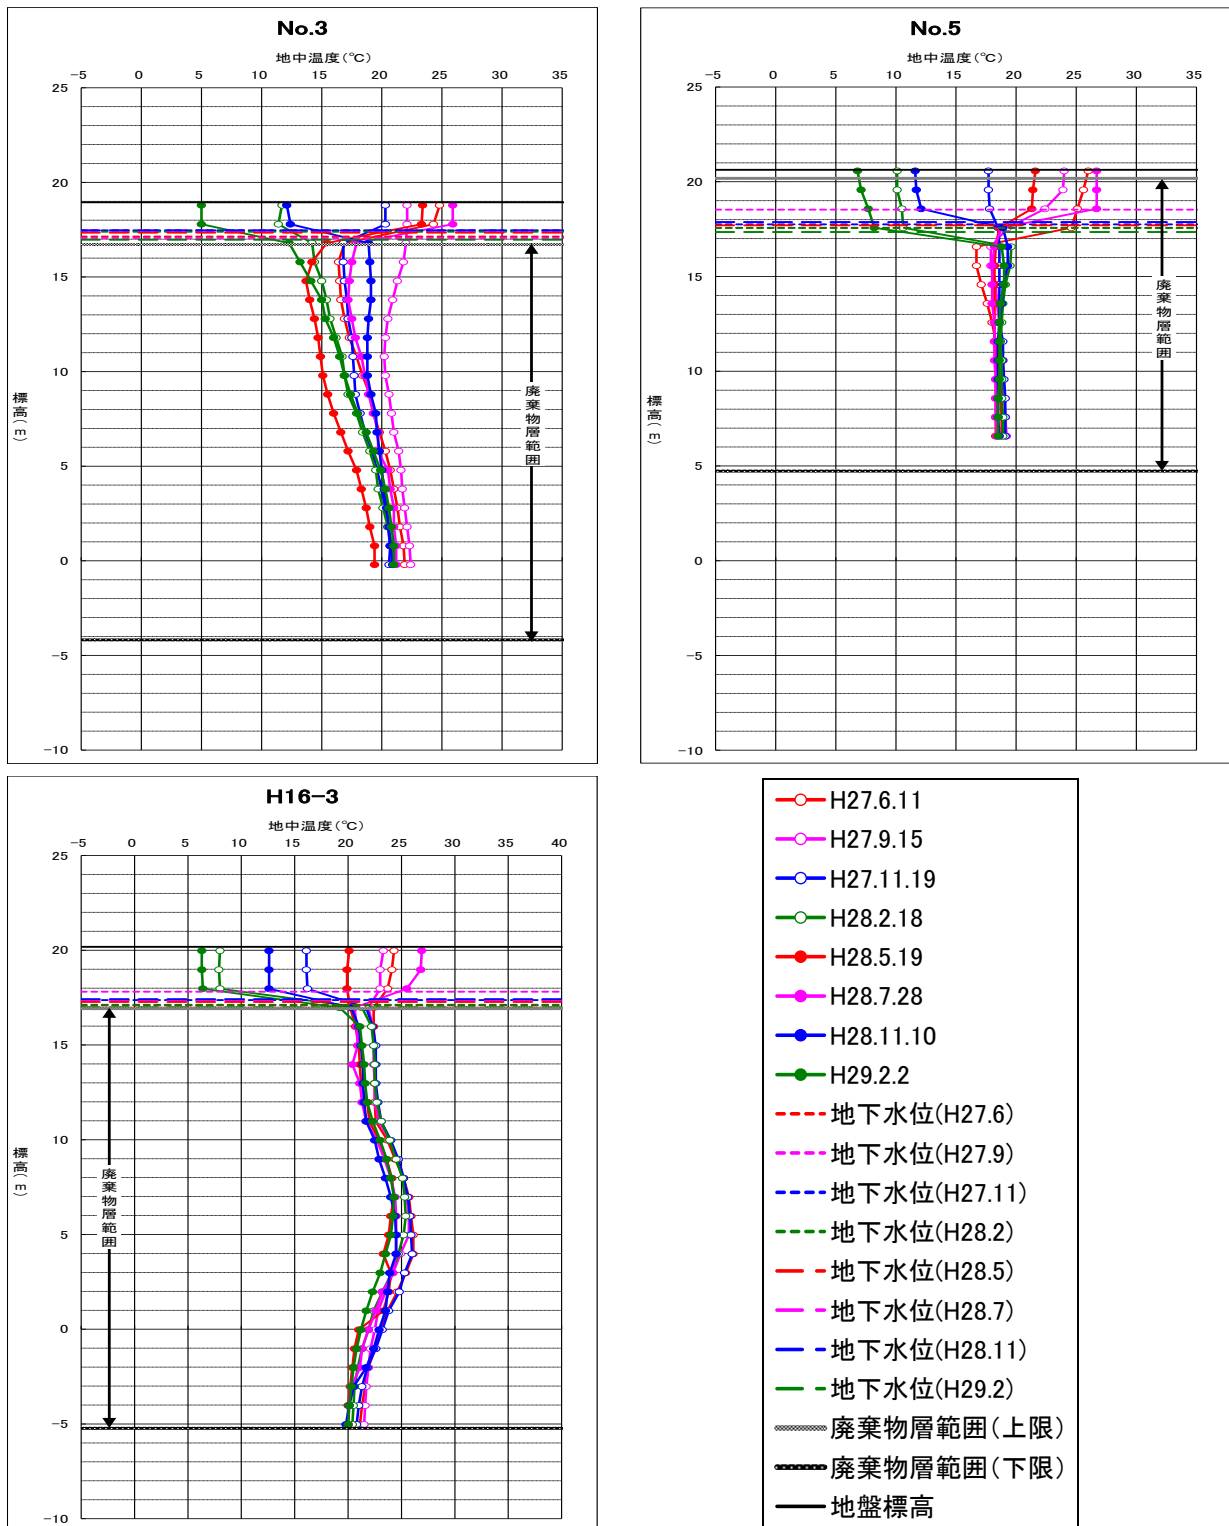 No.3
地中温度(℃)
-5 0 5 10 15 20 25 30 35
25
20
15
10
5
0
-5
-10
標高(m)
廃棄物層範囲
No.5
地中温度(℃)
-5 0 5 10 15 20 25 30 35
25
20
15
10
5
0
-5
-10
標高(m)
廃棄物層範囲
H16-3
地中温度(℃)
-5 0 5 10 15 20 25 30 35 40
25
20
15
10
5
0
-5
-10
標高(m)
廃棄物層範囲
H27.6.11
H27.9.15
H27.11.19
H28.2.18
H28.5.19
H28.7.28
H28.11.10
H29.2.2
地下水位(H27.6)
地下水位(H27.9)
地下水位(H27.11)
地下水位(H28.2)
地下水位(H28.5)
地下水位(H28.7)
地下水位(H28.11)
地下水位(H29.2)
廃棄物層範囲(上限)
廃棄物層範囲(下限)
地盤標高